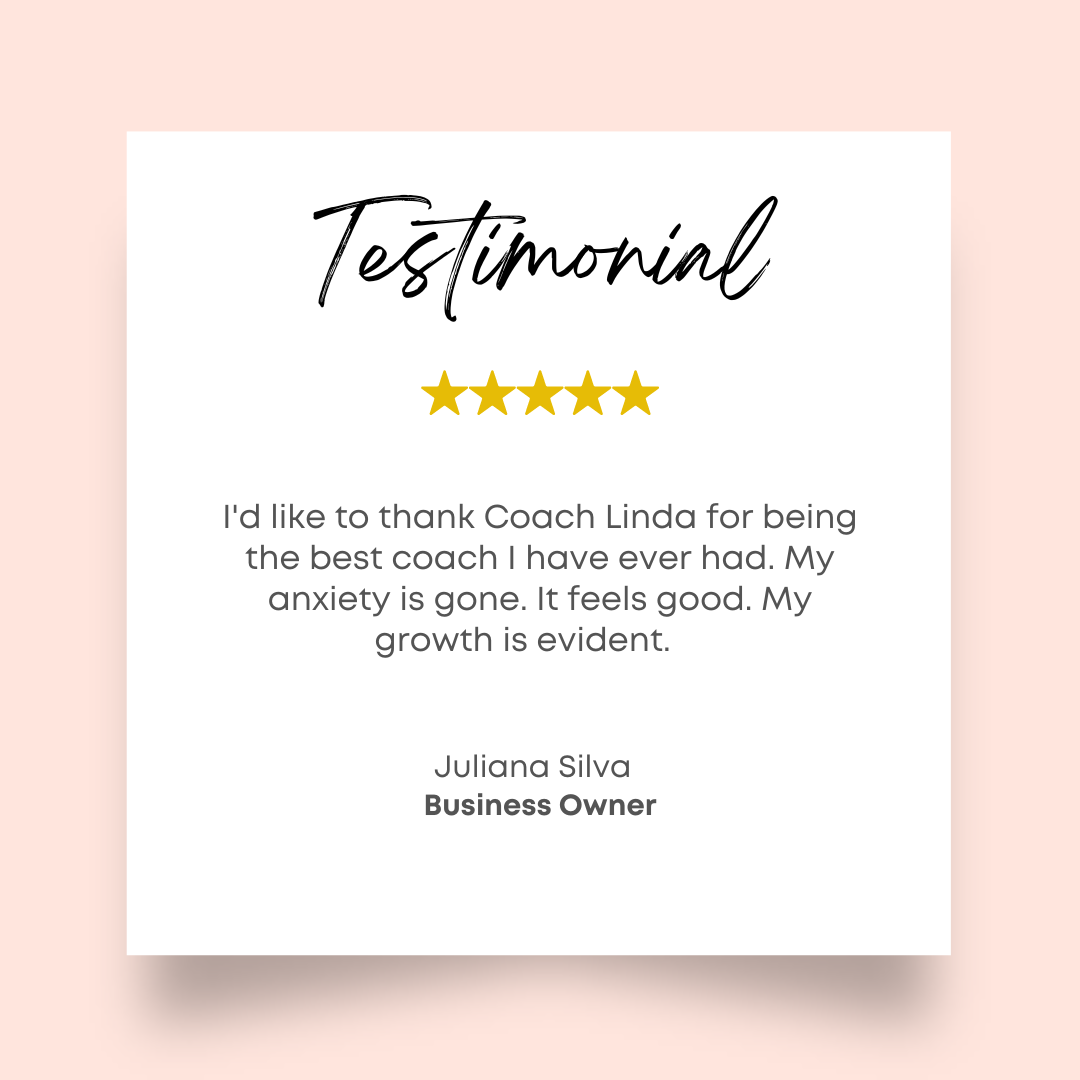 Testimonial
I'd like to thank Coach Linda for being
the best coach I have ever had. My
anxiety is gone. It feels good. My
growth is evident.
Juliana Silva
Business Owner